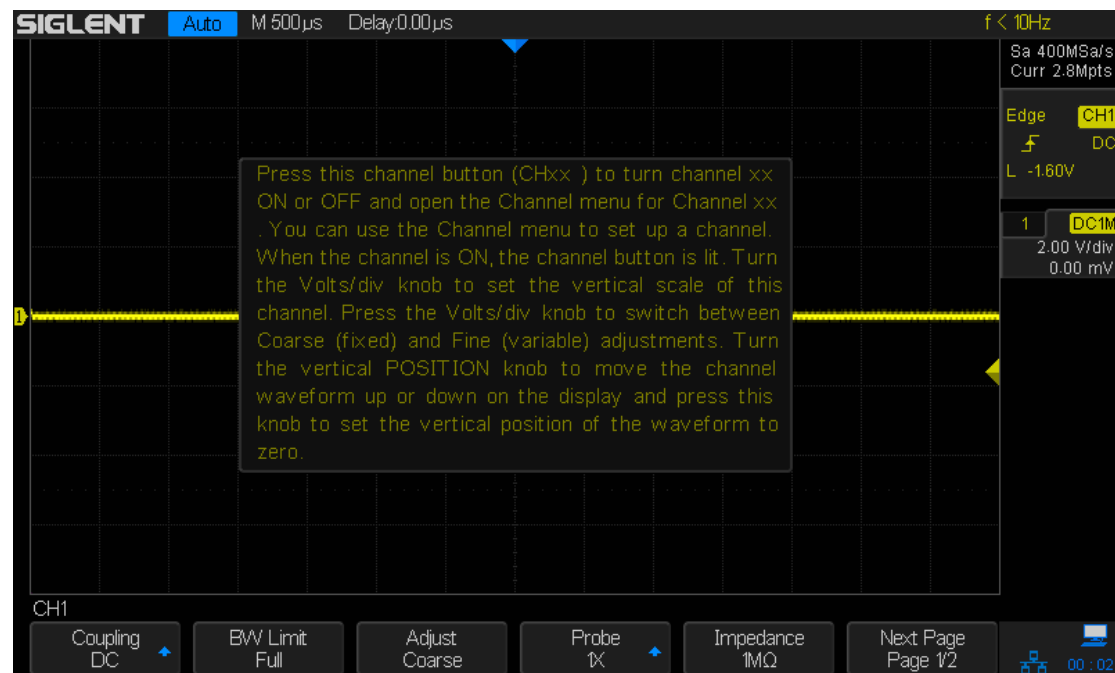 SIGLENT Auto M 500µs Delay:0.00µs f < 10Hz
Sa 400MSa/s
Curr 2.8Mpts
Edge CH1
DC
L -1.60V
1 DC1M
2.00 V/div
0.00 mV
Press this channel button (CHxx ) to turn channel xx
ON or OFF and open the Channel menu for Channel xx
. You can use the Channel menu to set up a channel.
When the channel is ON, the channel button is lit. Turn
the Volts/div knob to set the vertical scale of this
channel. Press the Volts/div knob to switch between
Coarse (fixed) and Fine (variable) adjustments. Turn
the vertical POSITION knob to move the channel
waveform up or down on the display and press this
knob to set the vertical position of the waveform to
zero.
1
CH1
Coupling
DC
BW Limit
Full
Adjust
Coarse
Probe
1X
Impedance
1MΩ
Next Page
Page 1/2
00 : 02